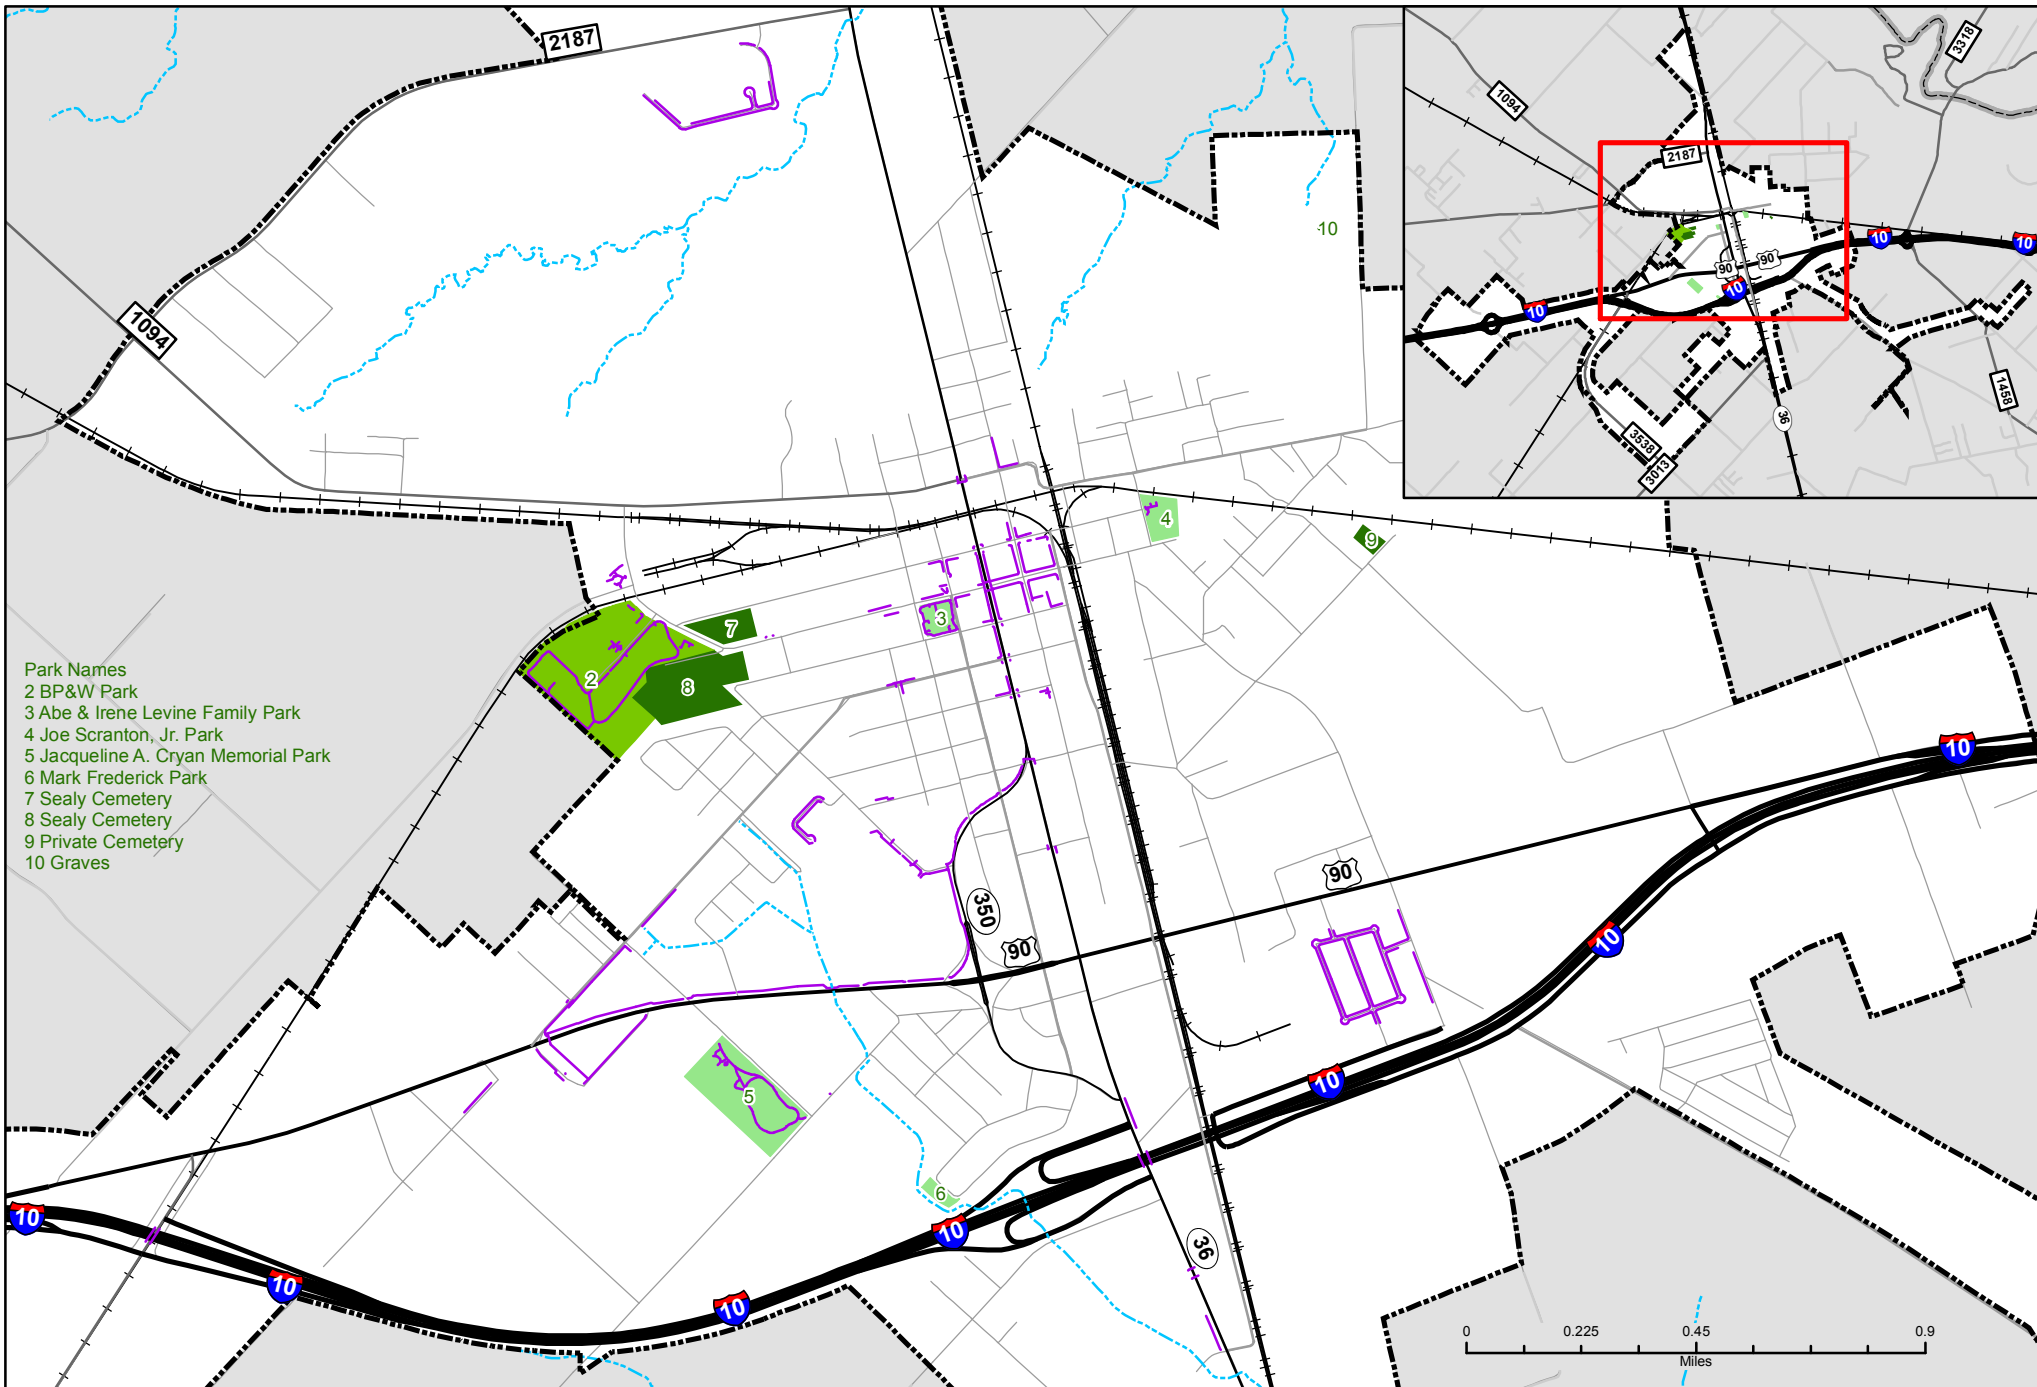 2187
1094
10
4
9
3
7
2
8
Park Names
2 BP&W Park
3 Abe & Irene Levine Family Park
4 Joe Scranton, Jr. Park
5 Jacqueline A. Cryan Memorial Park
6 Mark Frederick Park
7 Sealy Cemetery
8 Sealy Cemetery
9 Private Cemetery
10 Graves
10
90
350
90
10
10
5
6
10
10
36
10
10
0 0.225 0.45 0.9
Miles
3318
1094
2187
10
10
90
90
10
10
1458
36
3538
3013